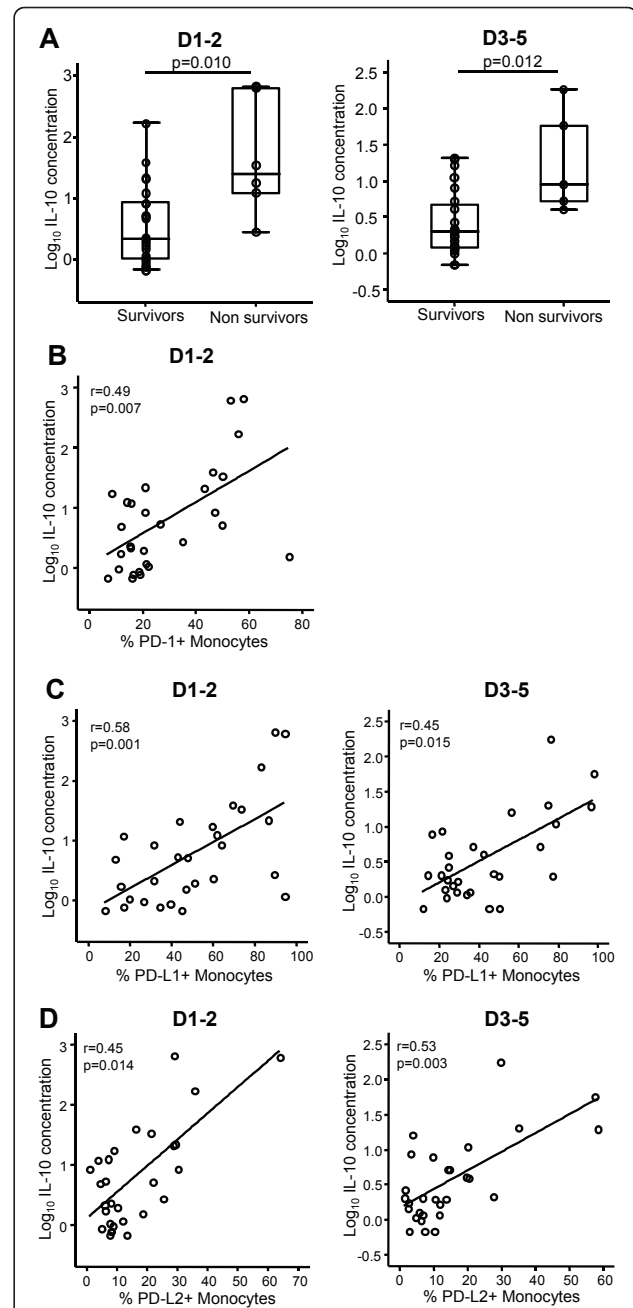 A
D1-2
D3-5
p=0.010
p=0.012
Log10 IL-10 concentration
3
2
1
0
Survivors
Non survivors
Log10 IL-10 concentration
2.5
2.0
1.5
1.0
0.5
0.0
-0.5
Survivors
Non survivors
B
D1-2
r=0.49
p=0.007
Log10 IL-10 concentration
3
2
1
0
0 20 40 60 80
% PD-1+ Monocytes
C
D1-2
r=0.58
p=0.001
Log10 IL-10 concentration
3
2
1
0
0 20 40 60 80 100
% PD-L1+ Monocytes
D3-5
r=0.45
p=0.015
Log10 IL-10 concentration
2.5
2.0
1.5
1.0
0.5
0.0
-0.5
0 20 40 60 80 100
% PD-L1+ Monocytes
D
D1-2
r=0.45
p=0.014
Log10 IL-10 concentration
3
2
1
0
0 10 20 30 40 50 60 70
% PD-L2+ Monocytes
D3-5
r=0.53
p=0.003
Log10 IL-10 concentration
2.5
2.0
1.5
1.0
0.5
0.0
-0.5
0 10 20 30 40 50 60
% PD-L2+ Monocytes